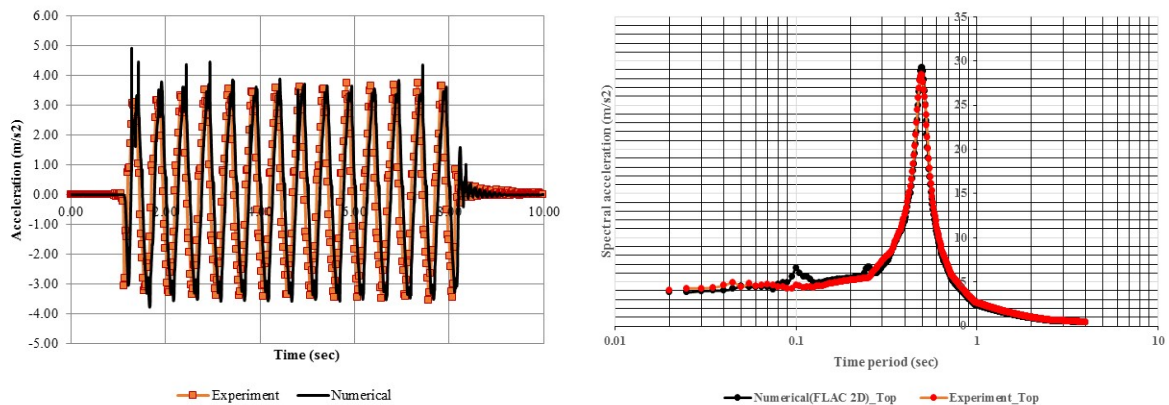 6.00
5.00
4.00
3.00
2.00
1.00
0.00
-1.00
-2.00
-3.00
-4.00
-5.00
Acceleration (m/s2)
0.00 2.00 4.00 6.00 8.00 10.00
Time (sec)
Experiment Numerical
35
30
25
20
15
10
5
0
Spectral acceleration (m/s2)
0.01 0.1 1 10
Time period (sec)
Numerical(FLAC 2D)_Top Experiment_Top